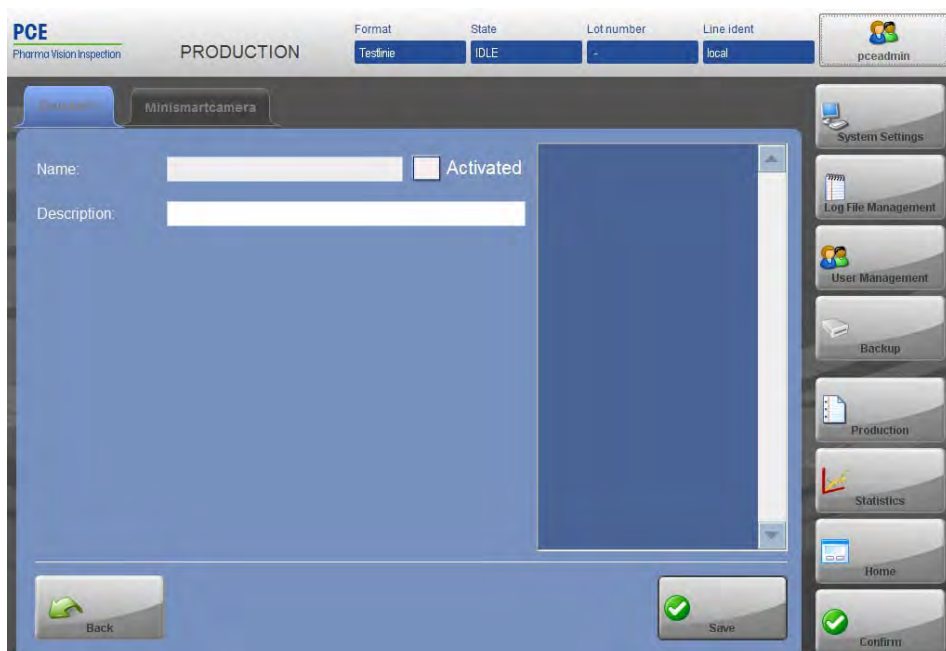 PCE
Pharma Vision Inspection
PRODUCTION
Format
State
Lot number
Line ident
Testlinie
IDLE
-
local
pceadmin
Minismartcamera
Name:
Activated
Description:
Back
Save
System Settings
Log File Management
User Management
Backup
Production
Statistics
Home
Confirm